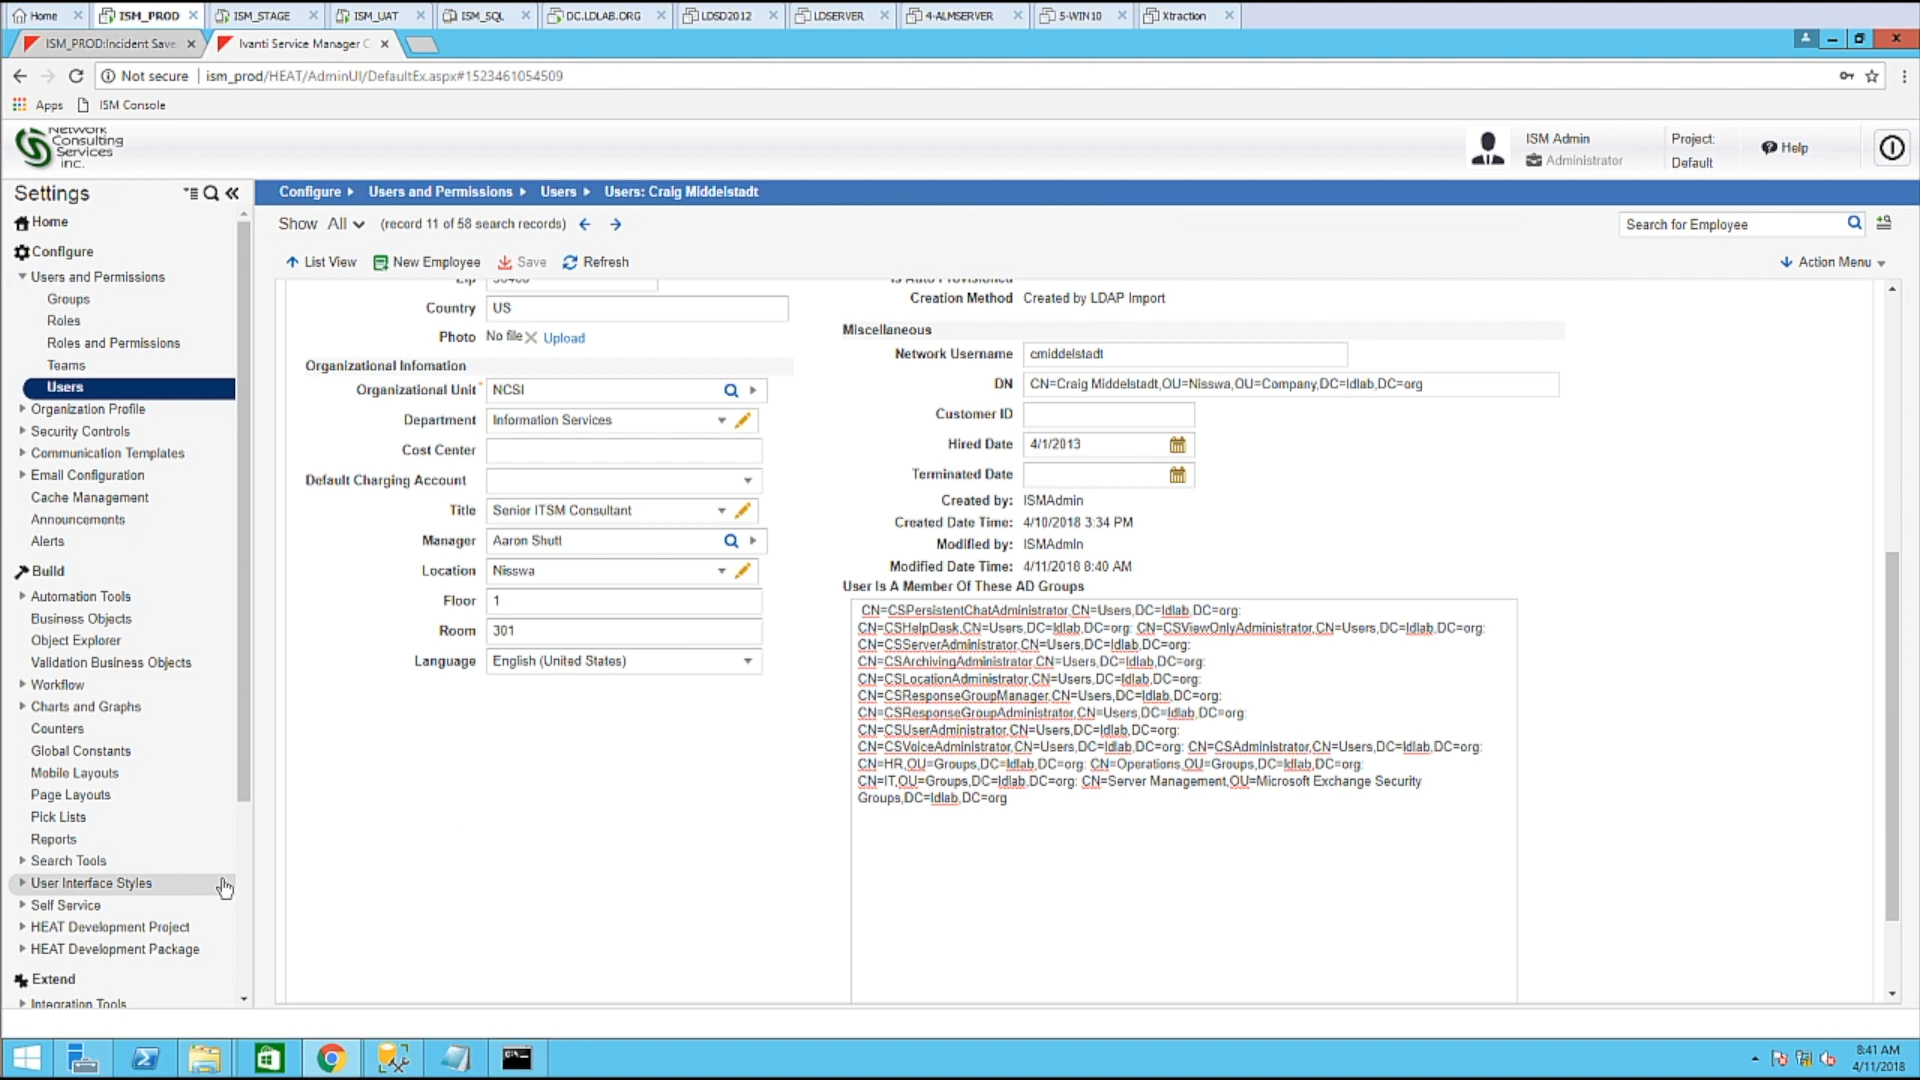 Home
ISM_PROD
ISM_STAGE
ISM_UAT
ISM_SQL
DC.LDLAB.ORG
LDSD2012
LDSERVER
4-ALMSERVER
5-WIN10
Xtraction
ISM_PROD:Incident Save
Ivanti Service Manager C
Not secure
ism_prod/HEAT/AdminUI/DefaultEx.aspx#1523461054509
Apps
ISM Console
Network
Consulting
Services
inc.
ISM Admin
Administrator
Project:
Default
Help
Settings
Configure
Users and Permissions
Users
Users: Craig Middelstadt
Show All (record 11 of 58 search records)
Search for Employee
List View
New Employee
Save
Refresh
Action Menu
Home
Configure
Users and Permissions
Groups
Roles
Roles and Permissions
Teams
Users
Organization Profile
Security Controls
Communication Templates
Email Configuration
Cache Management
Announcements
Alerts
Build
Automation Tools
Business Objects
Object Explorer
Validation Business Objects
Workflow
Charts and Graphs
Counters
Global Constants
Mobile Layouts
Page Layouts
Pick Lists
Reports
Search Tools
User Interface Styles
Self Service
HEAT Development Project
HEAT Development Package
Extend
Integration Tools
Zip
Country US
Photo No file Upload
Organizational Infomation
Organizational Unit * NCSI
Department Information Services
Cost Center
Default Charging Account
Title Senior ITSM Consultant
Manager Aaron Shutt
Location Nisswa
Floor 1
Room 301
Language English (United States)
Is Auto Provisioned
Creation Method Created by LDAP Import
Miscellaneous
Network Username cmiddelstadt
DN CN=Craig Middelstadt,OU=Nisswa,OU=Company,DC=ldlab,DC=org
Customer ID
Hired Date 4/1/2013
Terminated Date
Created by: ISMAdmin
Created Date Time: 4/10/2018 3:34 PM
Modified by: ISMAdmin
Modified Date Time: 4/11/2018 8:40 AM
User Is A Member Of These AD Groups
CN=CSPersistentChatAdministrator,CN=Users,DC=ldlab,DC=org:
CN=CSHelpDesk,CN=Users,DC=ldlab,DC=org: CN=CSViewOnlyAdministrator,CN=Users,DC=ldlab,DC=org:
CN=CSServerAdministrator,CN=Users,DC=ldlab,DC=org:
CN=CSArchivingAdministrator,CN=Users,DC=ldlab,DC=org:
CN=CSLocationAdministrator,CN=Users,DC=ldlab,DC=org:
CN=CSResponseGroupManager,CN=Users,DC=ldlab,DC=org:
CN=CSResponseGroupAdministrator,CN=Users,DC=ldlab,DC=org:
CN=CSUserAdministrator,CN=Users,DC=ldlab,DC=org:
CN=CSVoiceAdministrator,CN=Users,DC=ldlab,DC=org: CN=CSAdministrator,CN=Users,DC=ldlab,DC=org:
CN=HR,OU=Groups,DC=ldlab,DC=org: CN=Operations,OU=Groups,DC=ldlab,DC=org:
CN=IT,OU=Groups,DC=ldlab,DC=org: CN=Server Management,OU=Microsoft Exchange Security
Groups,DC=ldlab,DC=org
8:41 AM
4/11/2018